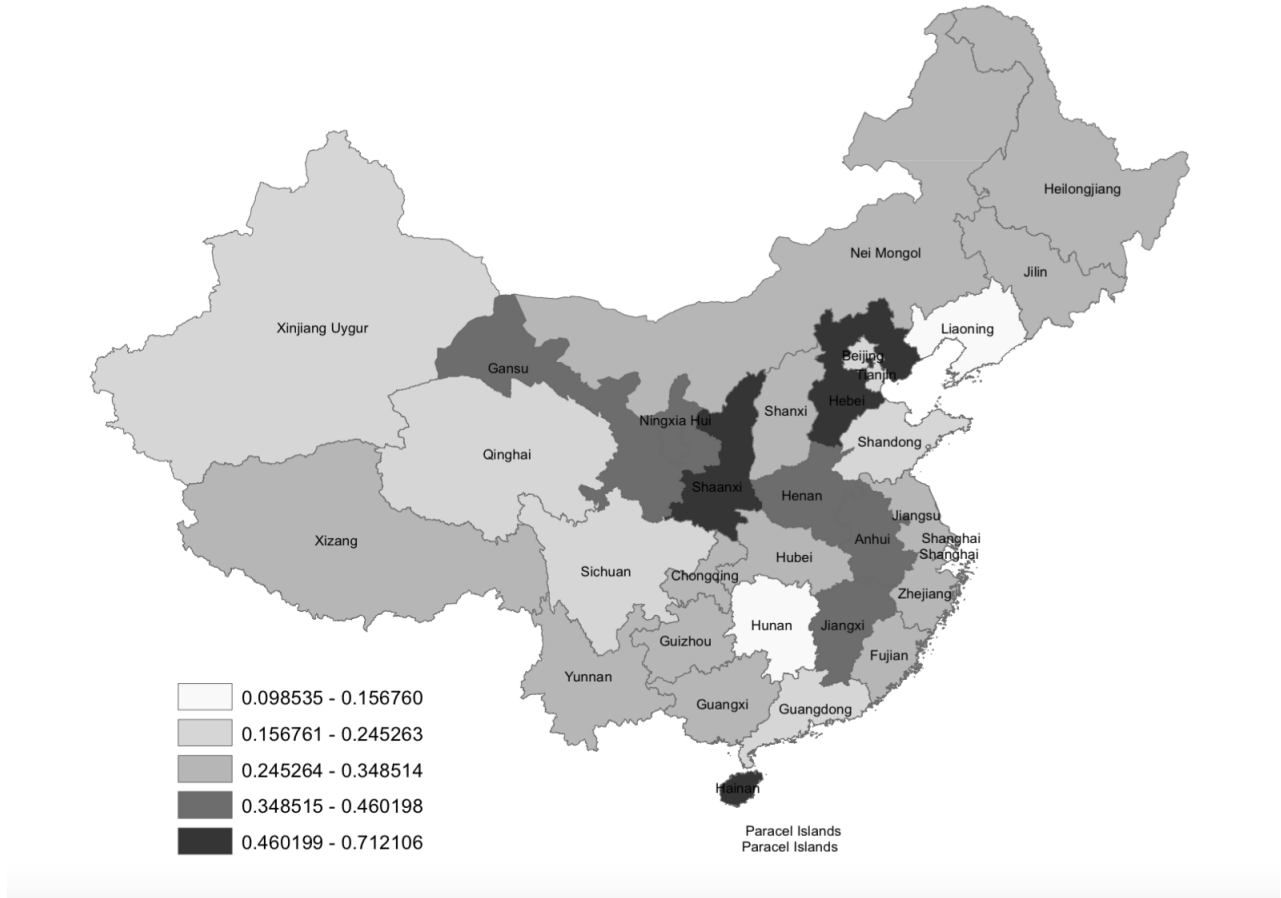 Heilongjiang
Nei Mongol
Jilin
Xinjiang Uygur
Liaoning
Beijing
Gansu
Tianjin
Hebei
Shanxi
Ningxia Hui
Shandong
Qinghai
Shaanxi
Henan
Jiangsu
Xizang
Anhui
Shanghai
Shanghai
Hubei
Sichuan
Chongqing
Zhejiang
Hunan
Jiangxi
Guizhou
Fujian
Yunnan
Guangxi
Guangdong
Hainan
0.098535 - 0.156760
0.156761 - 0.245263
0.245264 - 0.348514
0.348515 - 0.460198
0.460199 - 0.712106
Paracel Islands
Paracel Islands